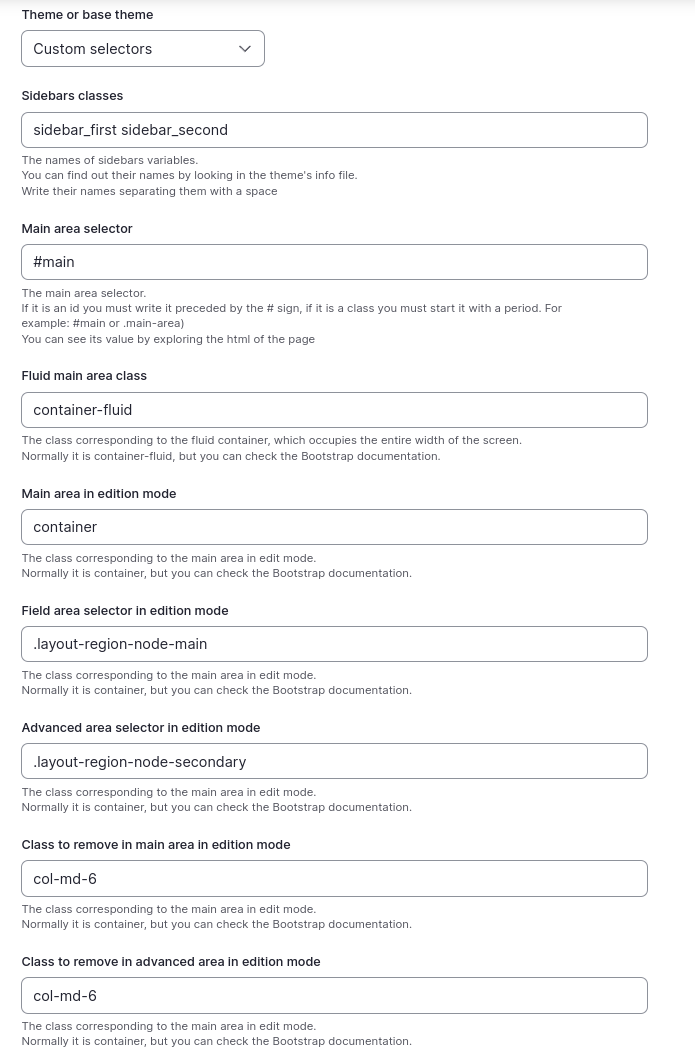 Theme or base theme
Custom selectors
Sidebars classes
sidebar_first sidebar_second
The names of sidebars variables.
You can find out their names by looking in the theme's info file.
Write their names separating them with a space
Main area selector
#main
The main area selector.
If it is an id you must write it preceded by the # sign, if it is a class you must start it with a period. For
example: #main or .main-area)
You can see its value by exploring the html of the page
Fluid main area class
container-fluid
The class corresponding to the fluid container, which occupies the entire width of the screen.
Normally it is container-fluid, but you can check the Bootstrap documentation.
Main area in edition mode
container
The class corresponding to the main area in edit mode.
Normally it is container, but you can check the Bootstrap documentation.
Field area selector in edition mode
.layout-region-node-main
The class corresponding to the main area in edit mode.
Normally it is container, but you can check the Bootstrap documentation.
Advanced area selector in edition mode
.layout-region-node-secondary
The class corresponding to the main area in edit mode.
Normally it is container, but you can check the Bootstrap documentation.
Class to remove in main area in edition mode
col-md-6
The class corresponding to the main area in edit mode.
Normally it is container, but you can check the Bootstrap documentation.
Class to remove in advanced area in edition mode
col-md-6
The class corresponding to the main area in edit mode.
Normally it is container, but you can check the Bootstrap documentation.